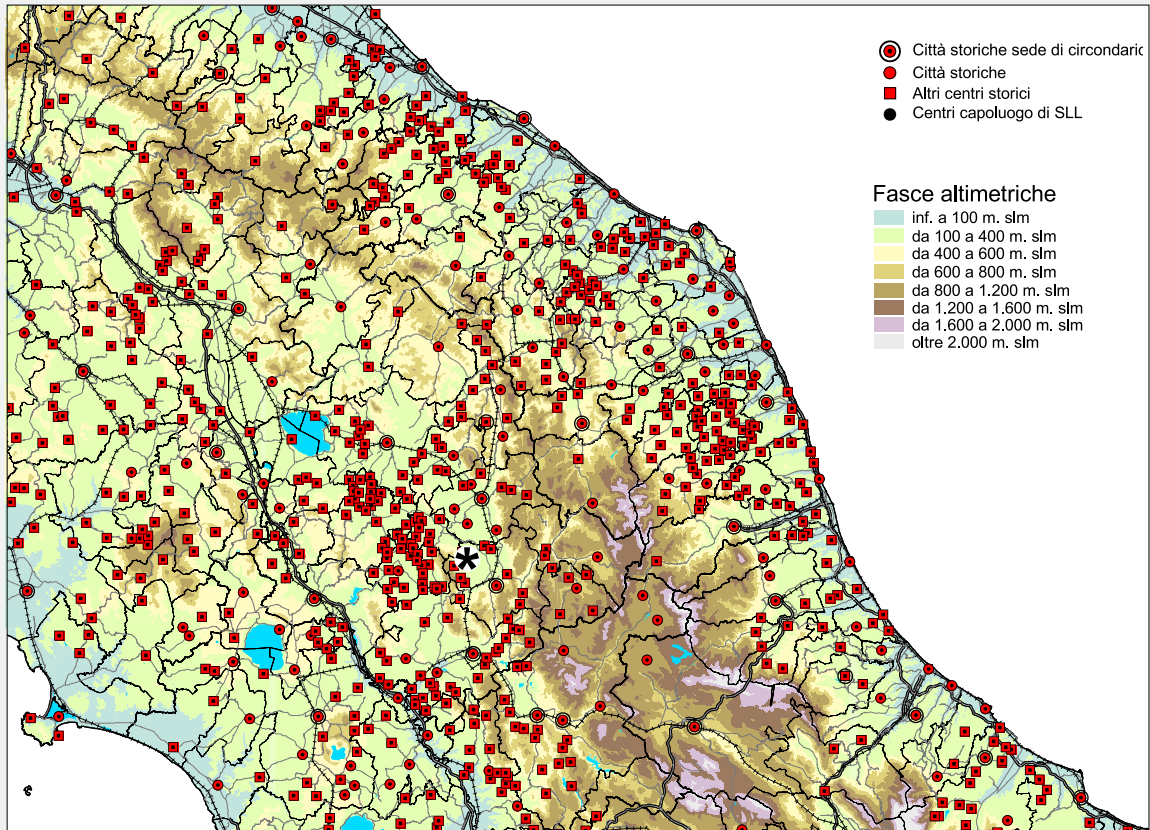 Città storiche sede di circondaric
Città storiche
Altri centri storici
Centri capoluogo di SLL
Fasce altimetriche
inf. a 100 m. slm
da 100 a 400 m. slm
da 400 a 600 m. slm
da 600 a 800 m. slm
da 800 a 1.200 m. slm
da 1.200 a 1.600 m. slm
da 1.600 a 2.000 m. slm
oltre 2.000 m. slm